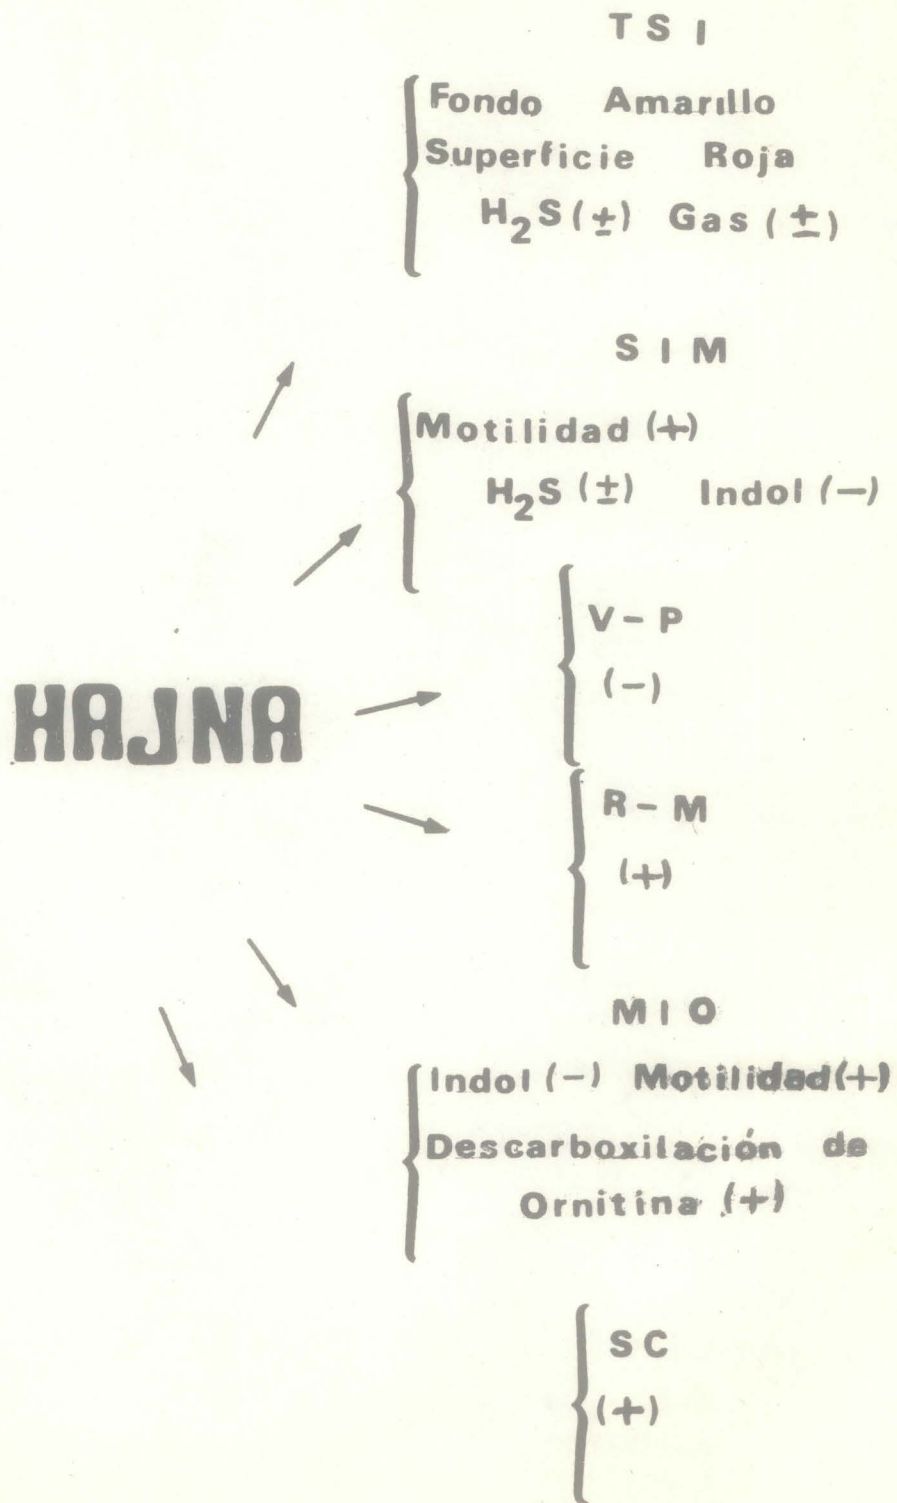 T S I
Fondo Amarillo
Superficie Roja
H₂S (±) Gas (±)
S I M
Motilidad (+)
H₂S (±) Indol (-)
V - P
(-)
HAJNA
R - M
(+)
M I O
Indol (-) Motilidad (+)
Descarboxilación de
Ornitina (+)
S C
(+)